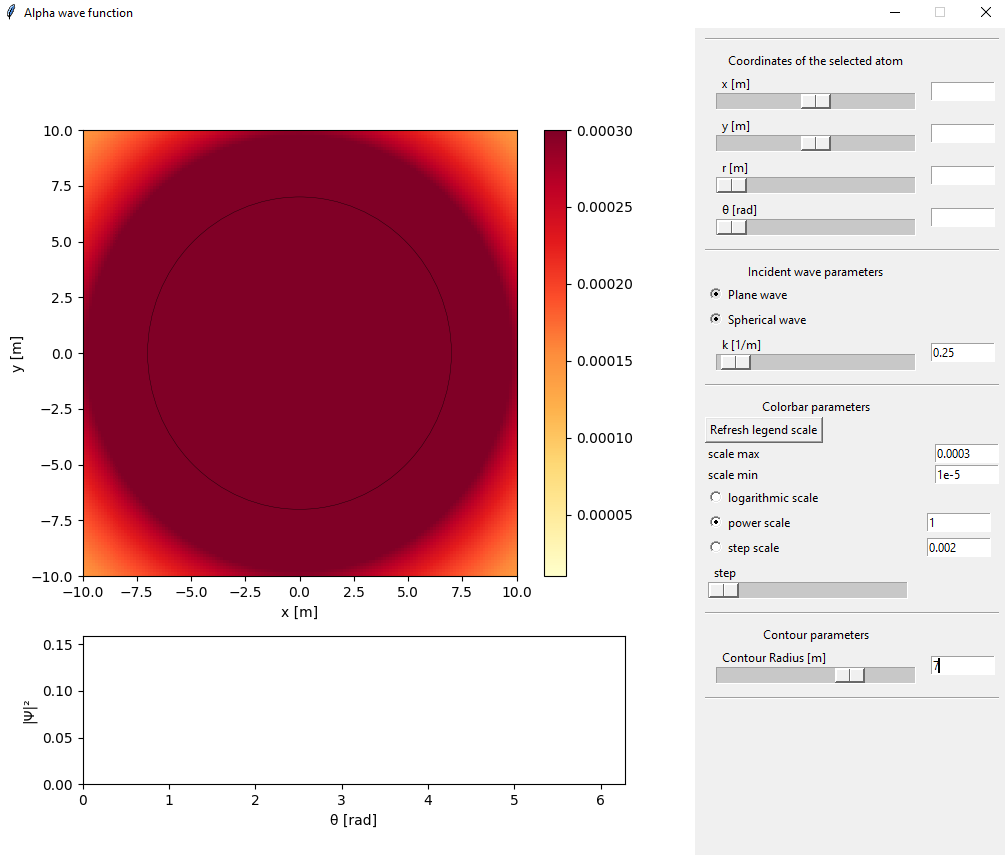 Alpha wave function
10.0
7.5
5.0
2.5
0.0
−2.5
−5.0
−7.5
−10.0
y [m]
−10.0 −7.5 −5.0 −2.5 0.0 2.5 5.0 7.5 10.0
x [m]
0.00030
0.00025
0.00020
0.00015
0.00010
0.00005
0.15
0.10
0.05
0.00
|Ψ|²
0 1 2 3 4 5 6
θ [rad]
Coordinates of the selected atom
x [m]
y [m]
r [m]
θ [rad]
Incident wave parameters
Plane wave
Spherical wave
k [1/m]
0.25
Colorbar parameters
Refresh legend scale
scale max 0.0003
scale min 1e-5
logarithmic scale
power scale 1
step scale 0.002
step
Contour parameters
Contour Radius [m]
7